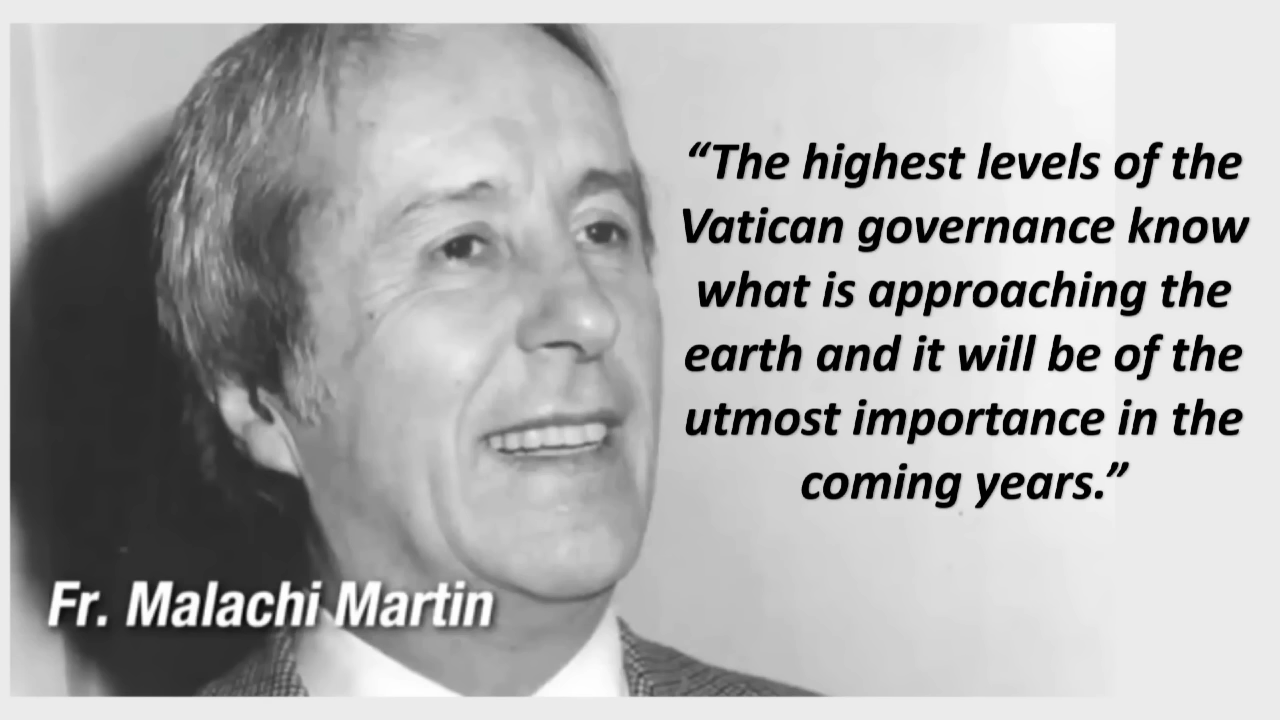 “The highest levels of the
Vatican governance know
what is approaching the
earth and it will be of the
utmost importance in the
coming years.”
Fr. Malachi Martin